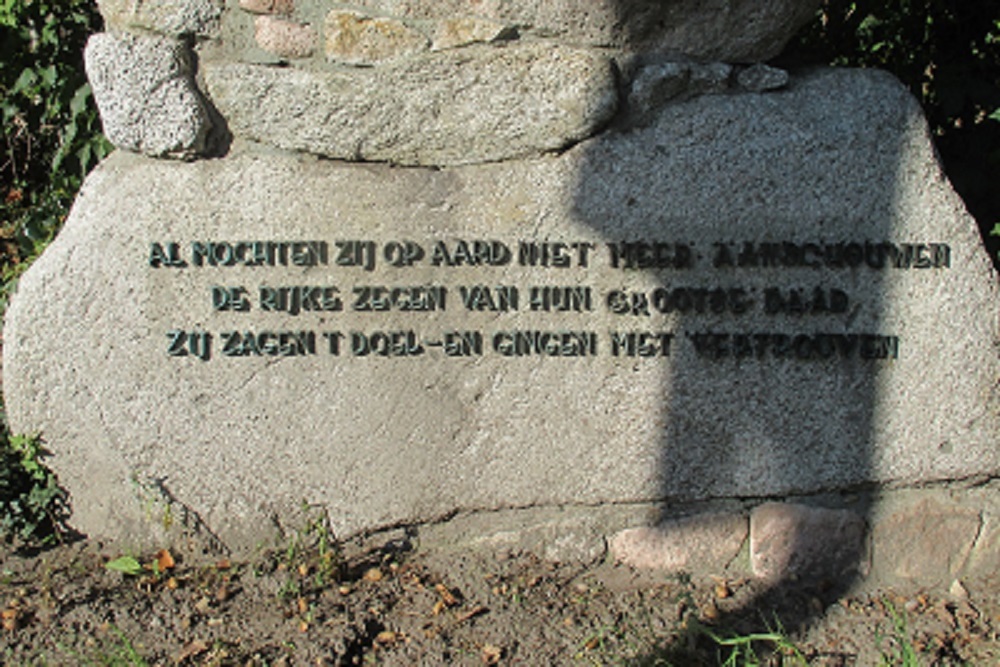 AL MOCHTEN ZIJ OP AARD NIET MEER AANSCHOUWEN
DE RIJKE ZEGEN VAN HUN GROOTSE DAAD,
ZIJ ZAGEN 'T DOEL-EN GINGEN MET VERTROUWEN